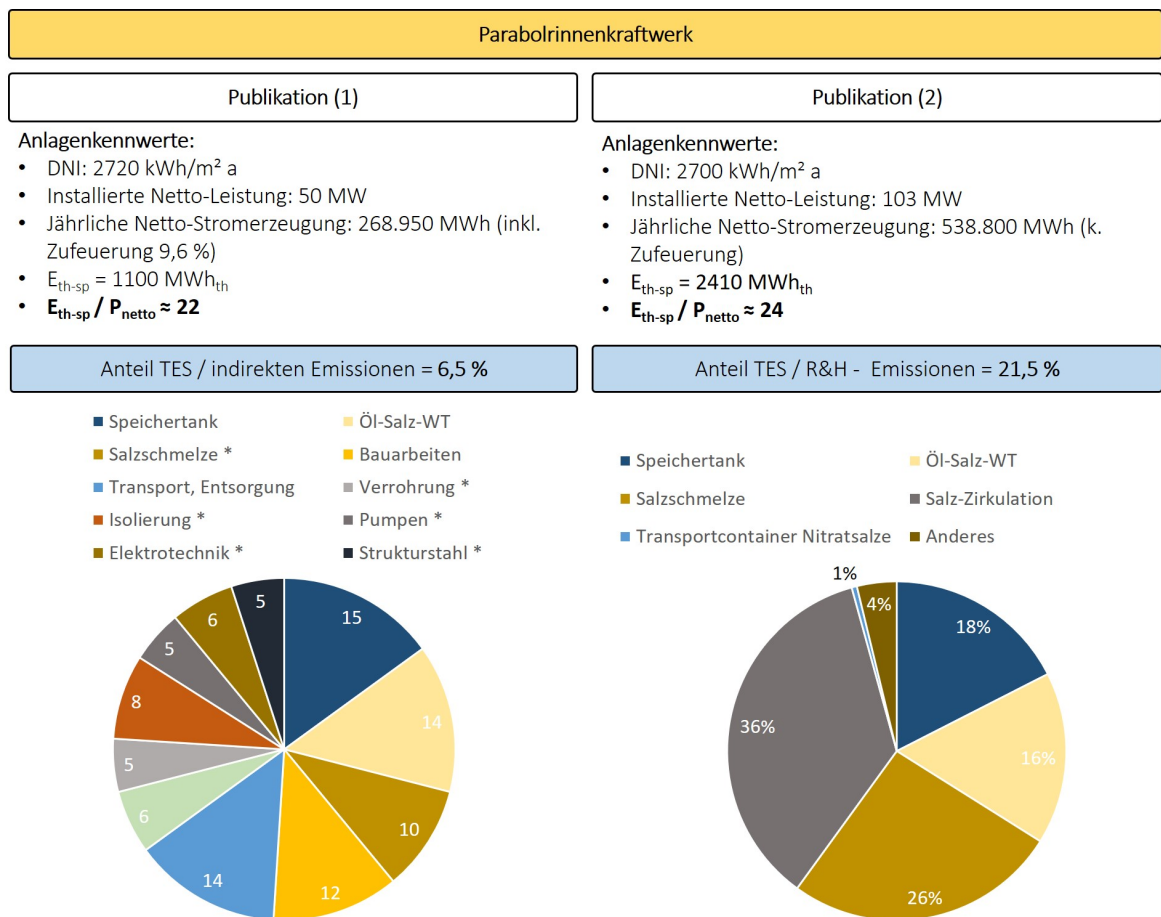 Parabolrinnenkraftwerk
Publikation (1)
Anlagenkennwerte:
• DNI: 2720 kWh/m² a
• Installierte Netto-Leistung: 50 MW
• Jährliche Netto-Stromerzeugung: 268.950 MWh (inkl.
Zufeuerung 9,6 %)
• Eth-sp = 1100 MWhth
• Eth-sp / Pnetto ≈ 22
Anteil TES / indirekten Emissionen = 6,5 %
Speichertank
Öl-Salz-WT
Salzschmelze *
Bauarbeiten
Transport, Entsorgung
Verrohrung *
Isolierung *
Pumpen *
Elektrotechnik *
Strukturstahl *
15
14
10
12
14
6
5
8
5
6
5
Publikation (2)
Anlagenkennwerte:
• DNI: 2700 kWh/m² a
• Installierte Netto-Leistung: 103 MW
• Jährliche Netto-Stromerzeugung: 538.800 MWh (k.
Zufeuerung)
• Eth-sp = 2410 MWhth
• Eth-sp / Pnetto ≈ 24
Anteil TES / R&H - Emissionen = 21,5 %
Speichertank
Öl-Salz-WT
Salzschmelze
Salz-Zirkulation
Transportcontainer Nitratsalze
Anderes
18%
16%
26%
36%
1%
4%